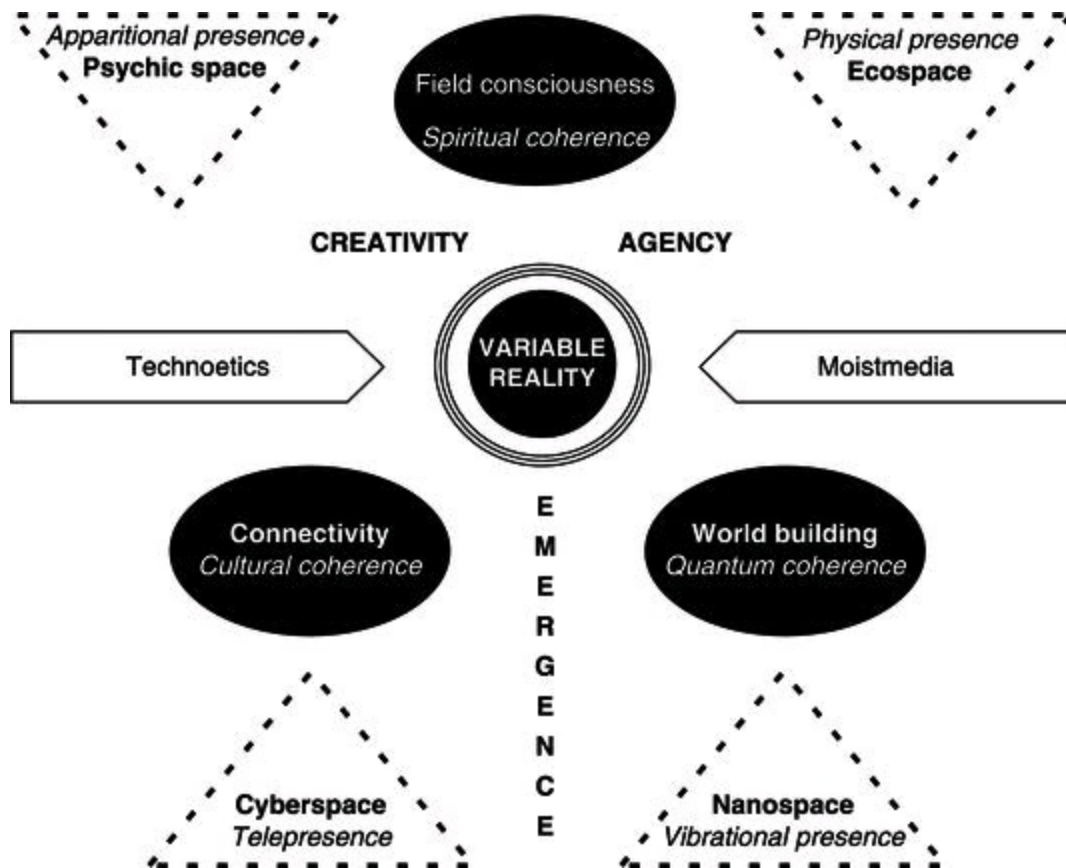 Apparitional presence
Psychic space
Field consciousness
Spiritual coherence
Physical presence
Ecospace
CREATIVITY
AGENCY
Technoetics
VARIABLE
REALITY
Moistmedia
Connectivity
Cultural coherence
World building
Quantum coherence
EMERGENCE
Cyberspace
Telepresence
Nanospace
Vibrational presence